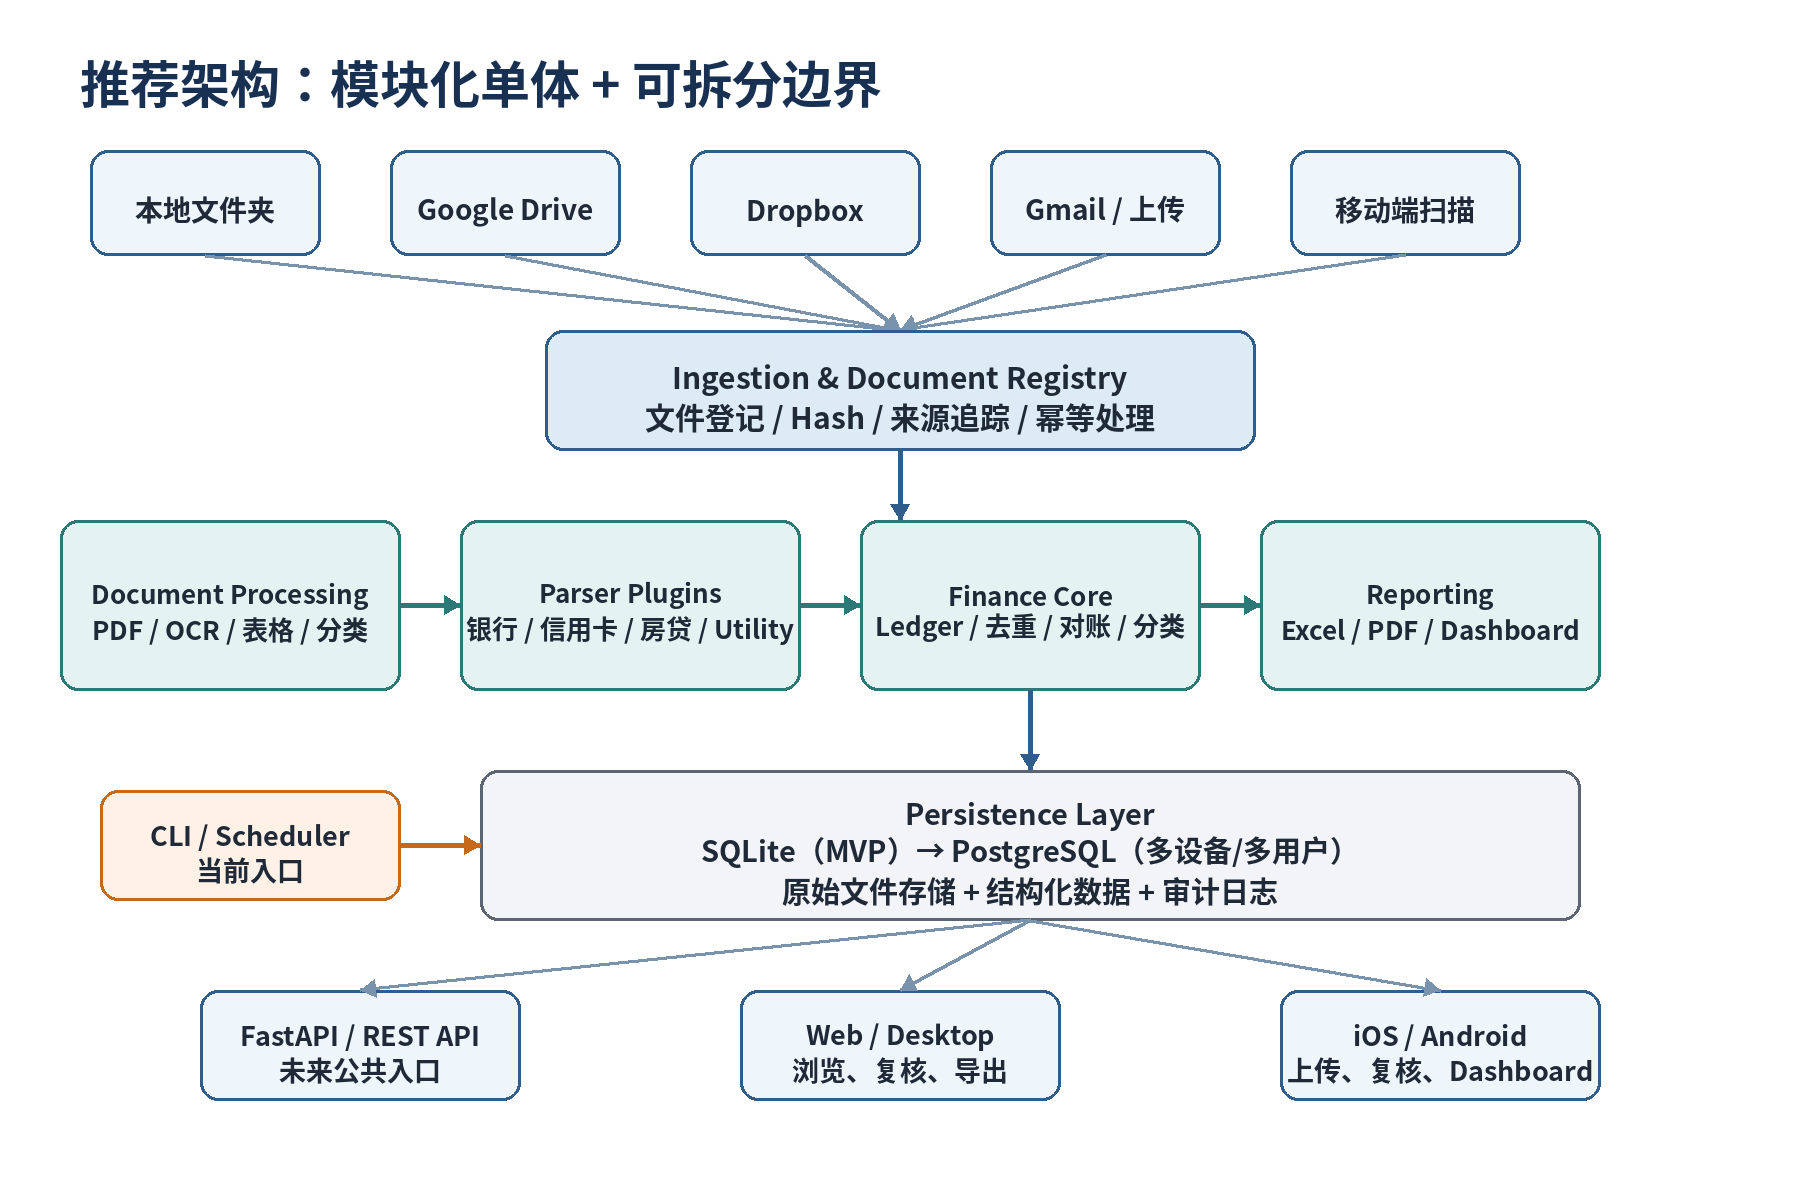 推荐架构：模块化单体 + 可拆分边界
本地文件夹
Google Drive
Dropbox
Gmail / 上传
移动端扫描
Ingestion & Document Registry
文件登记 / Hash / 来源追踪 / 幂等处理
Document Processing
PDF / OCR / 表格 / 分类
Parser Plugins
银行 / 信用卡 / 房贷 / Utility
Finance Core
Ledger / 去重 / 对账 / 分类
Reporting
Excel / PDF / Dashboard
CLI / Scheduler
当前入口
Persistence Layer
SQLite（MVP）→ PostgreSQL（多设备/多用户）
原始文件存储 + 结构化数据 + 审计日志
FastAPI / REST API
未来公共入口
Web / Desktop
浏览、复核、导出
iOS / Android
上传、复核、Dashboard